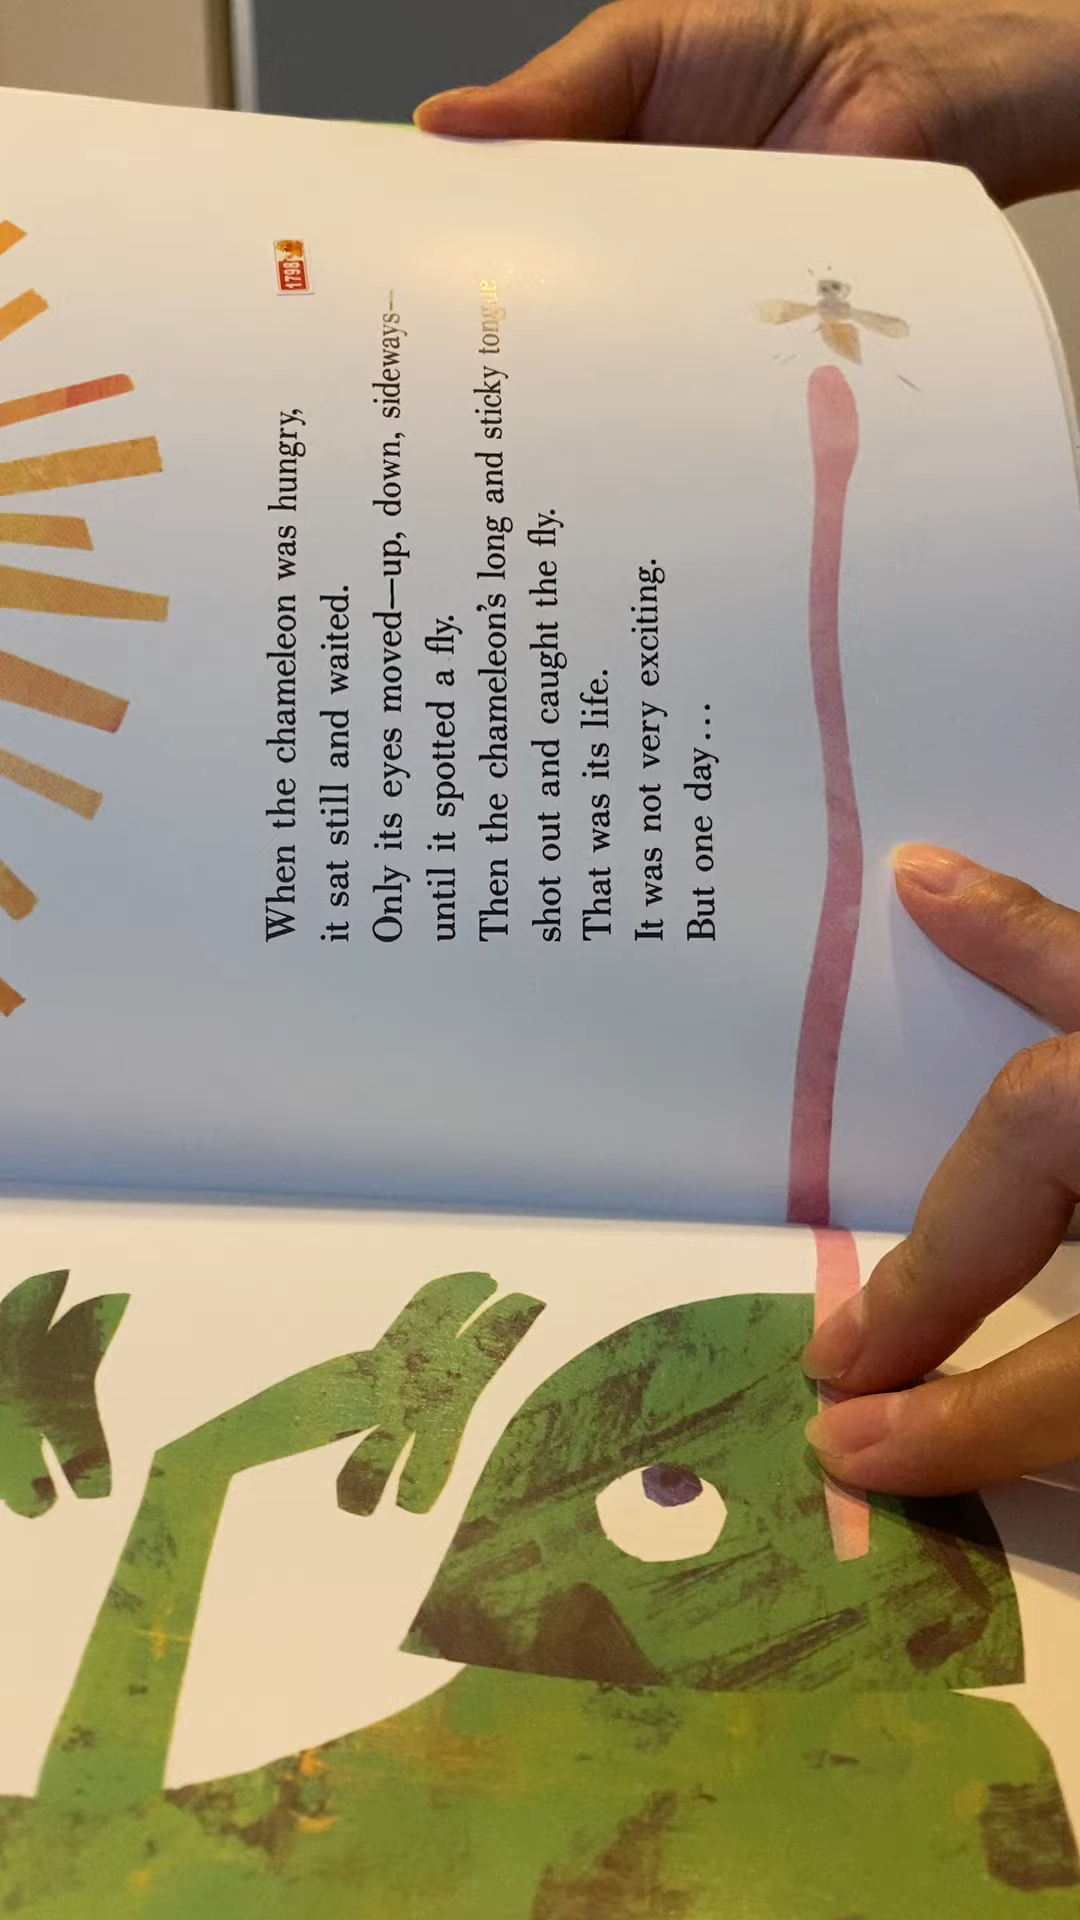 1798
When the chameleon was hungry,
it sat still and waited.
Only its eyes moved—up, down, sideways—
until it spotted a fly.
Then the chameleon's long and sticky tongue
shot out and caught the fly.
That was its life.
It was not very exciting.
But one day...